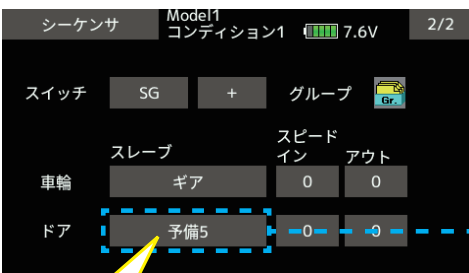 シーケンサ Model1 7.6V 2/2
コンディション1
スイッチ SG + グループ Gr.
スピード
スレーブ イン アウト
車輪 ギア 0 0
ドア 予備5 0 0